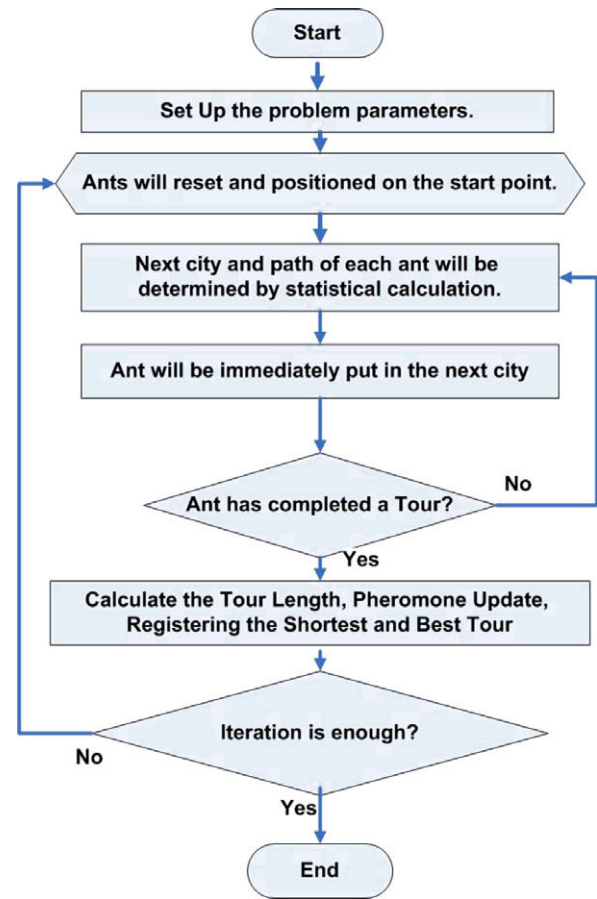 Start
Set Up the problem parameters.
Ants will reset and positioned on the start point.
Next city and path of each ant will be
determined by statistical calculation.
Ant will be immediately put in the next city
Ant has completed a Tour?
No
Yes
Calculate the Tour Length, Pheromone Update,
Registering the Shortest and Best Tour
Iteration is enough?
No
Yes
End